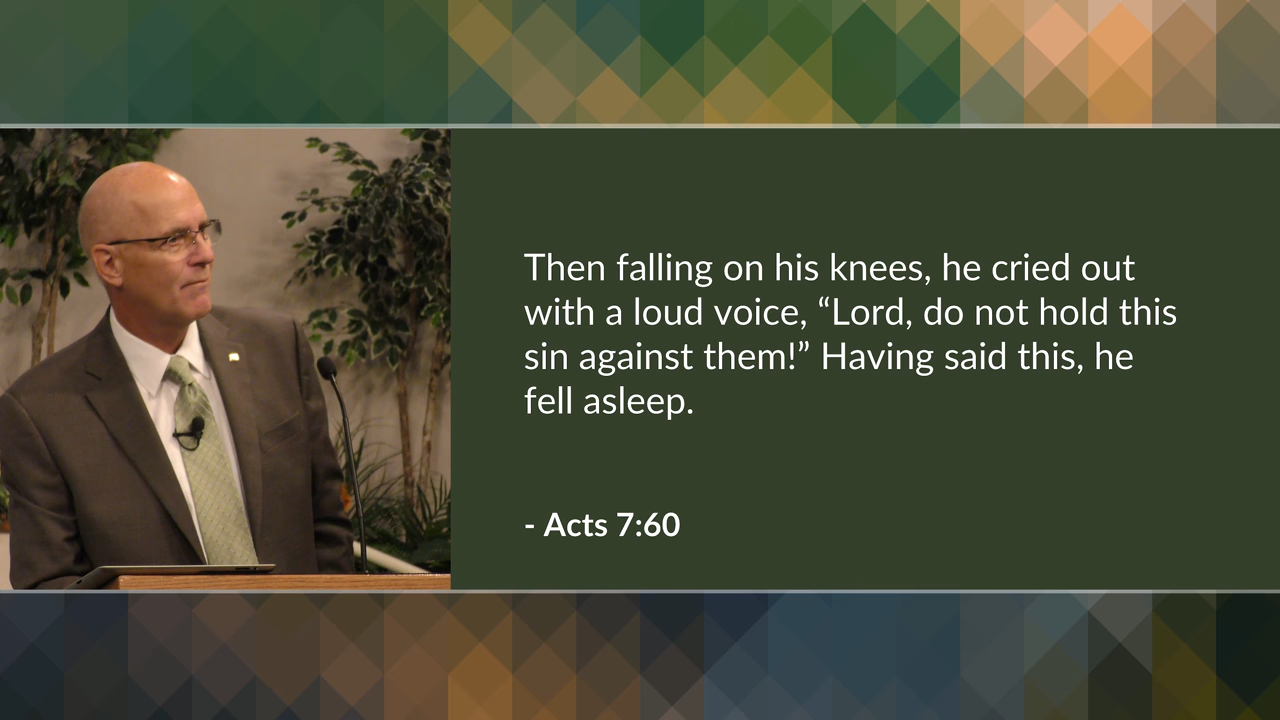 Then falling on his knees, he cried out
with a loud voice, “Lord, do not hold this
sin against them!” Having said this, he
fell asleep.
- Acts 7:60